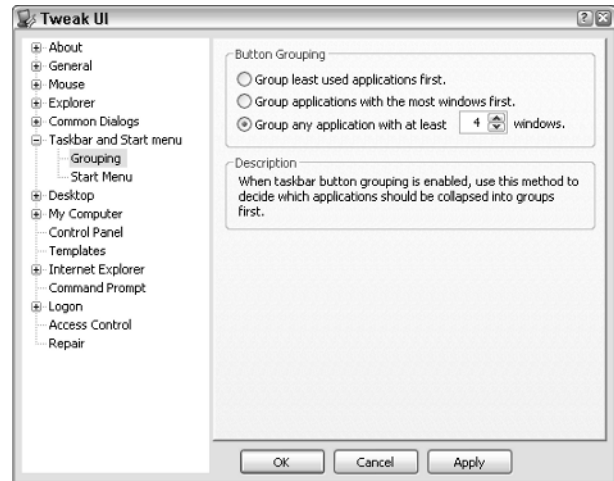 Tweak UI
About
General
Mouse
Explorer
Common Dialogs
Taskbar and Start menu
Grouping
Start Menu
Desktop
My Computer
Control Panel
Templates
Internet Explorer
Command Prompt
Logon
Access Control
Repair
Button Grouping
Group least used applications first.
Group applications with the most windows first.
Group any application with at least 4 windows.
Description
When taskbar button grouping is enabled, use this method to
decide which applications should be collapsed into groups
first.
OK Cancel Apply